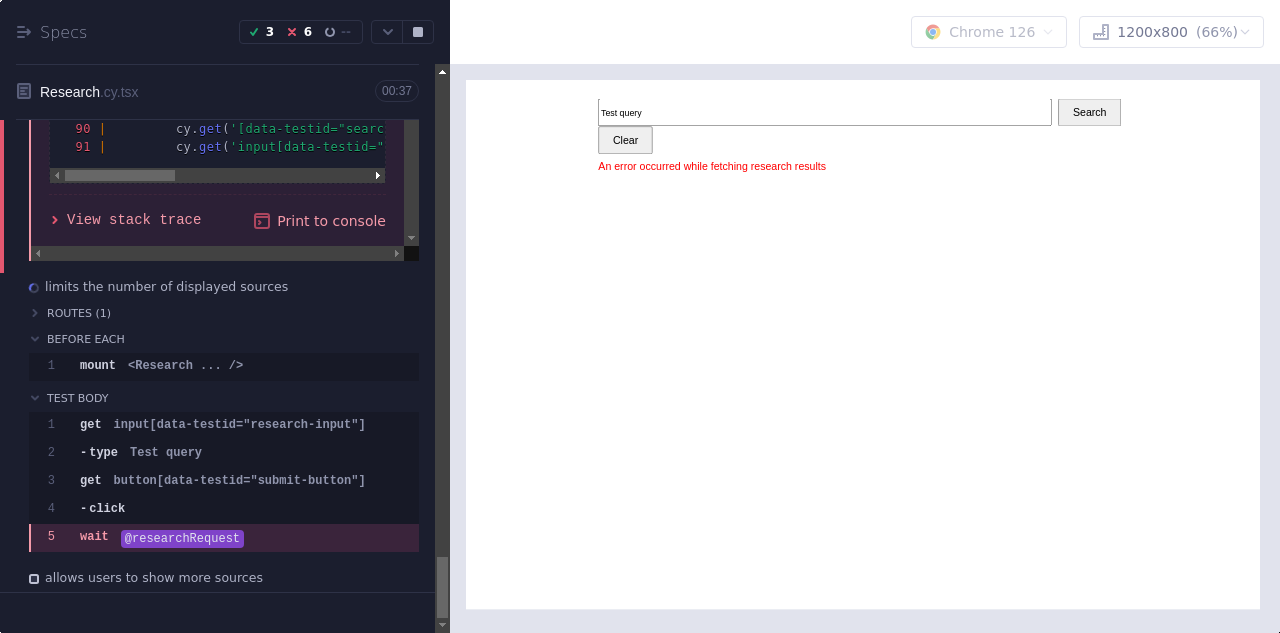 Specs
3 6 --
Chrome 126
1200x800 (66%)
Research.cy.tsx
00:37
90 | cy.get('[data-testid="searc
91 | cy.get('input[data-testid="
View stack trace
Print to console
limits the number of displayed sources
ROUTES (1)
BEFORE EACH
1 mount <Research ... />
TEST BODY
1 get input[data-testid="research-input"]
2 -type Test query
3 get button[data-testid="submit-button"]
4 -click
5 wait @researchRequest
allows users to show more sources
Test query
Search
Clear
An error occurred while fetching research results